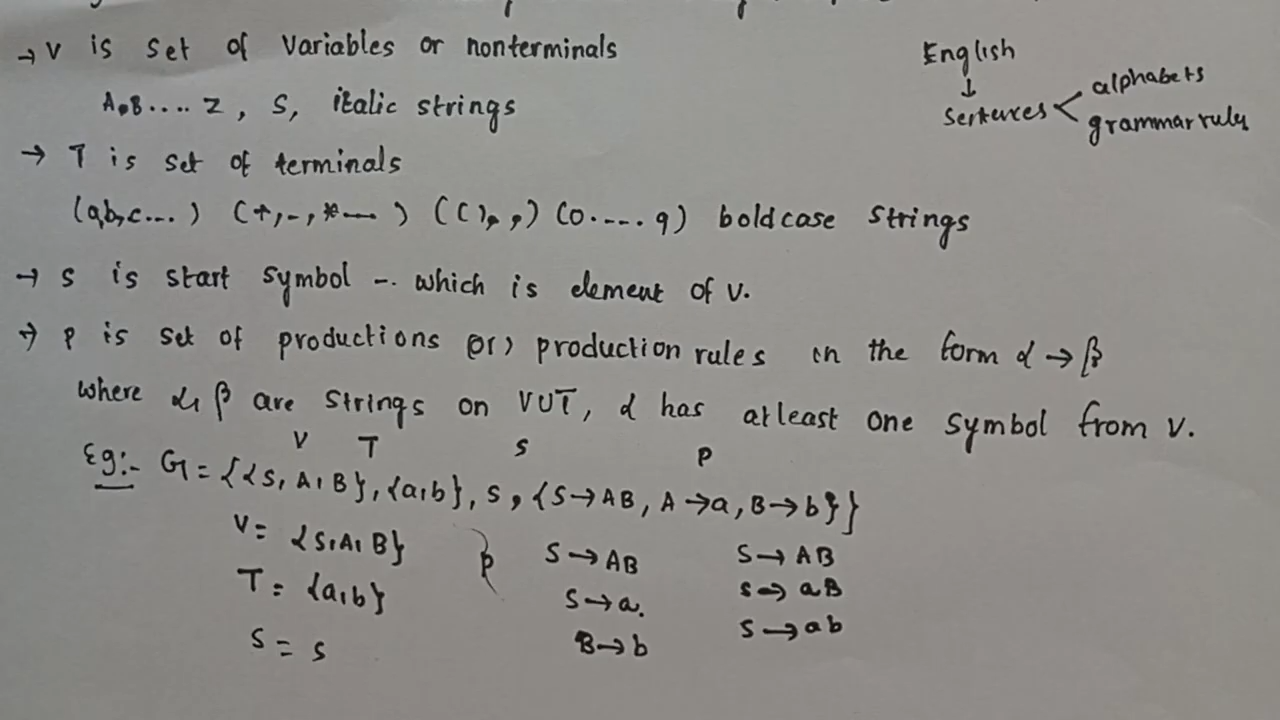 → V is set of variables or nonterminals
A,B.... Z, S, italic strings
English
↓
sentences < alphabets
grammar rules
→ T is set of terminals
(a,b,c...) (+,-,*—) (( ), , ,) (0.---. 9) boldcase strings
→ S is start symbol -. which is element of V.
→ P is set of productions (or) production rules in the form α → β
where α, β are strings on VUT, α has atleast one symbol from V.
V T S P
Eg:- G = {{S, A, B}, {a,b}, S, {S→AB, A→a, B→b}}
V = {S,A,B} P S → AB S → AB
T = {a,b} S → a. S → aB
S = S B → b S → ab